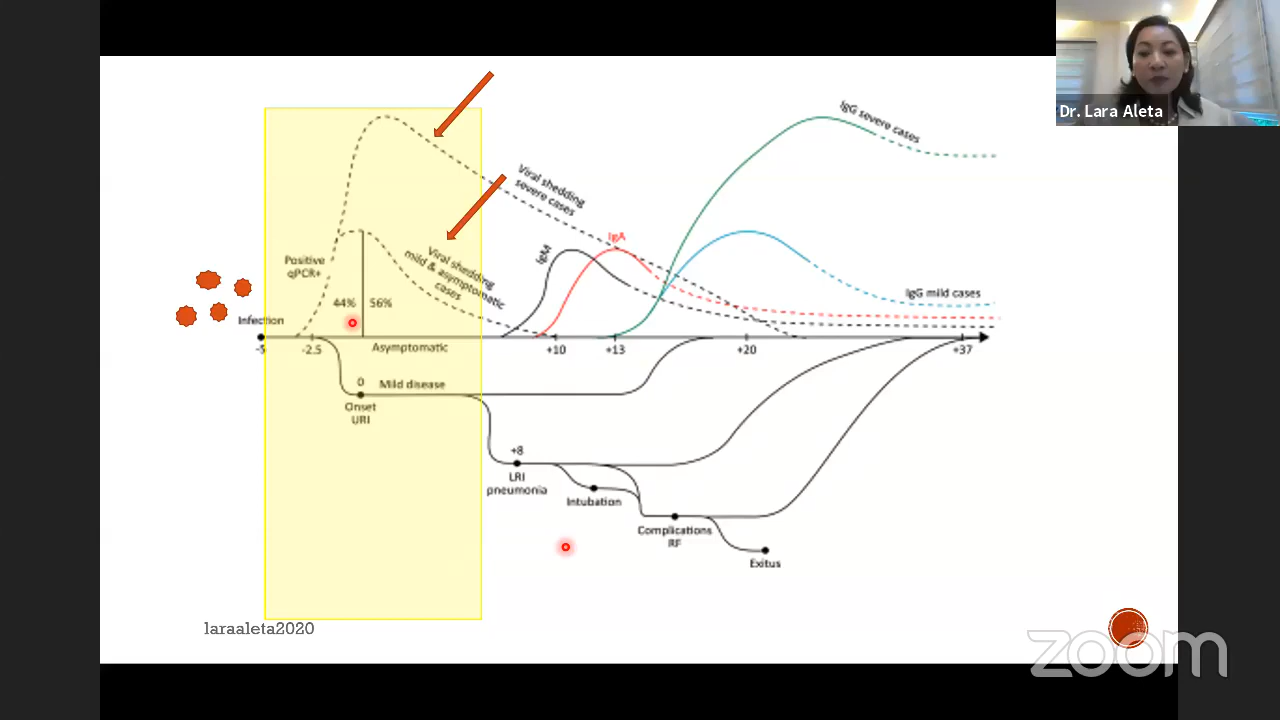 Dr. Lara Aleta
IgG severe cases
Viral shedding
severe cases
IgA
IgM
Positive
qPCR+
Viral shedding
mild & asymptomatic
cases
44%
56%
IgG mild cases
Infection
-5
-2.5
Asymptomatic
+10
+13
+20
+37
0
Mild disease
Onset
URI
+8
LRI
pneumonia
Intubation
Complications
RF
Exitus
laraaleta2020
zoom